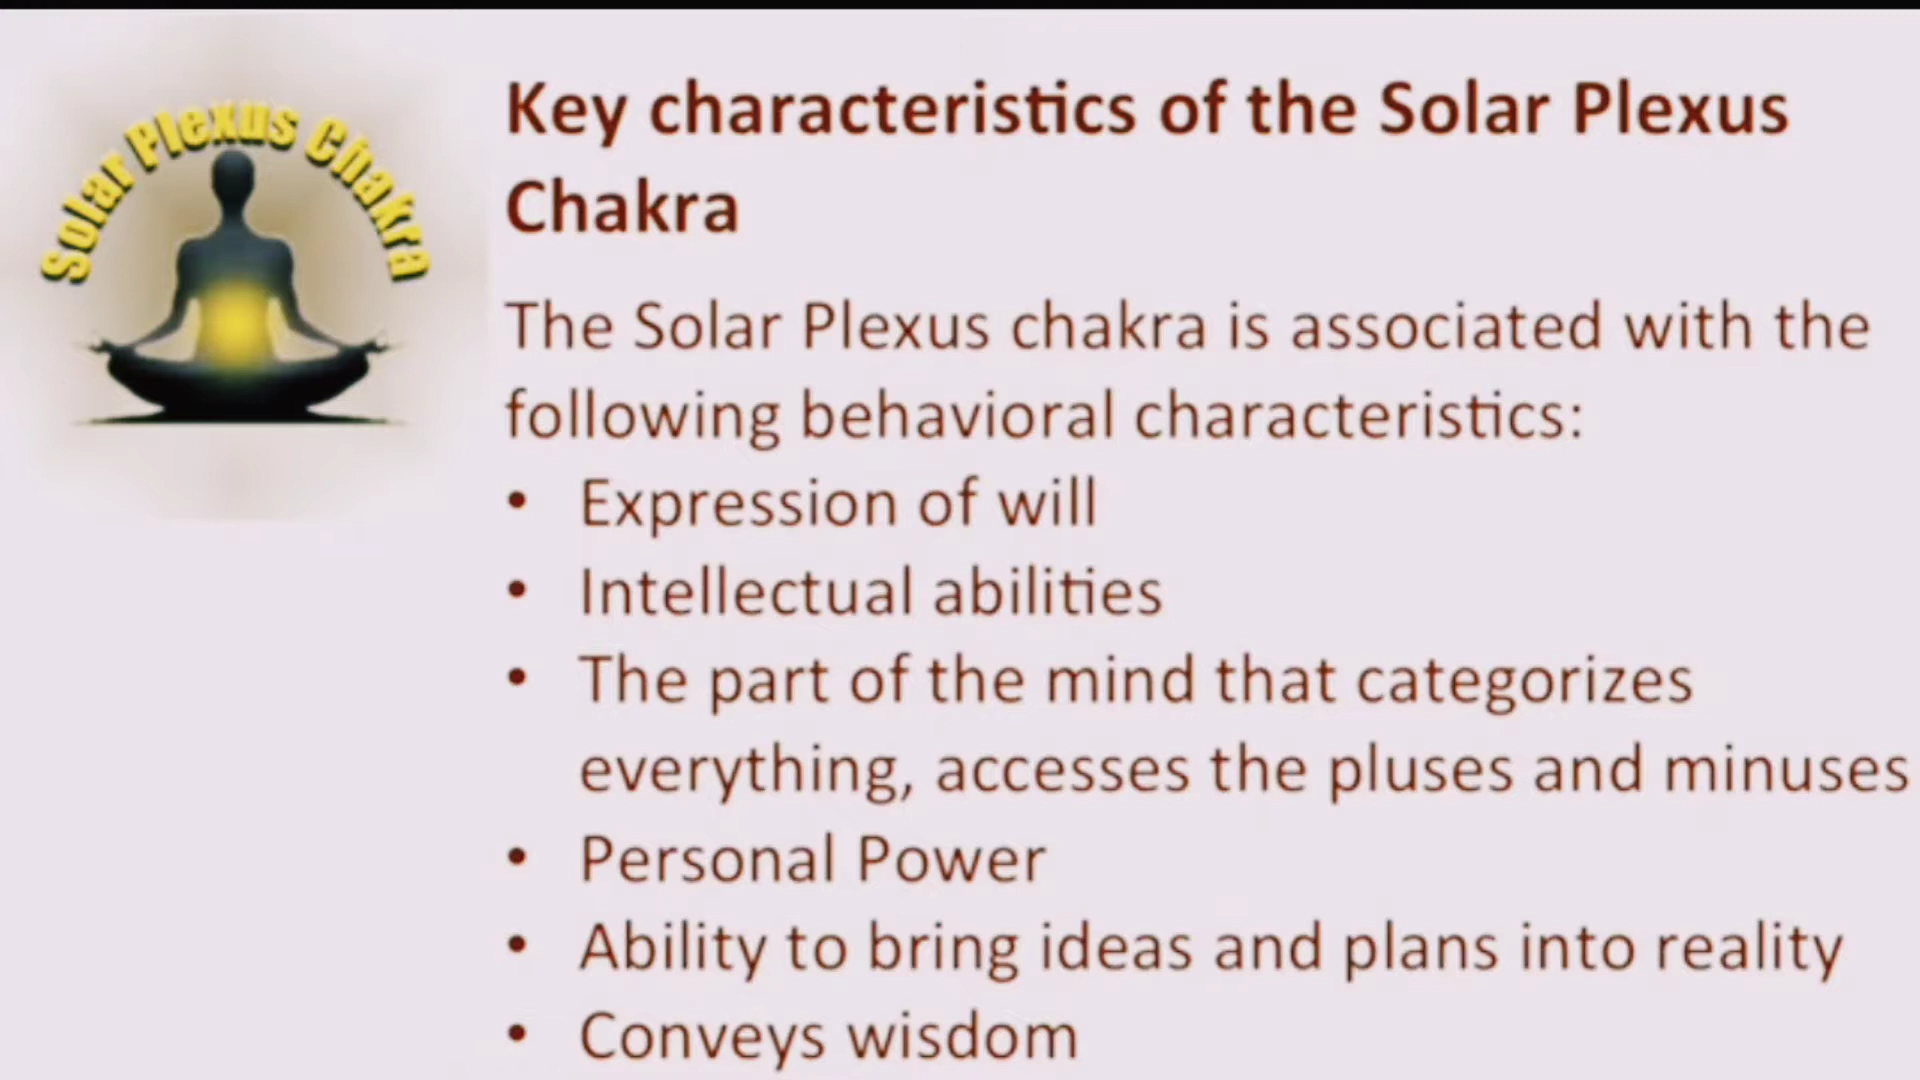 Solar Plexus Chakra
Key characteristics of the Solar Plexus
Chakra
The Solar Plexus chakra is associated with the
following behavioral characteristics:
• Expression of will
• Intellectual abilities
• The part of the mind that categorizes
everything, accesses the pluses and minuses
• Personal Power
• Ability to bring ideas and plans into reality
• Conveys wisdom